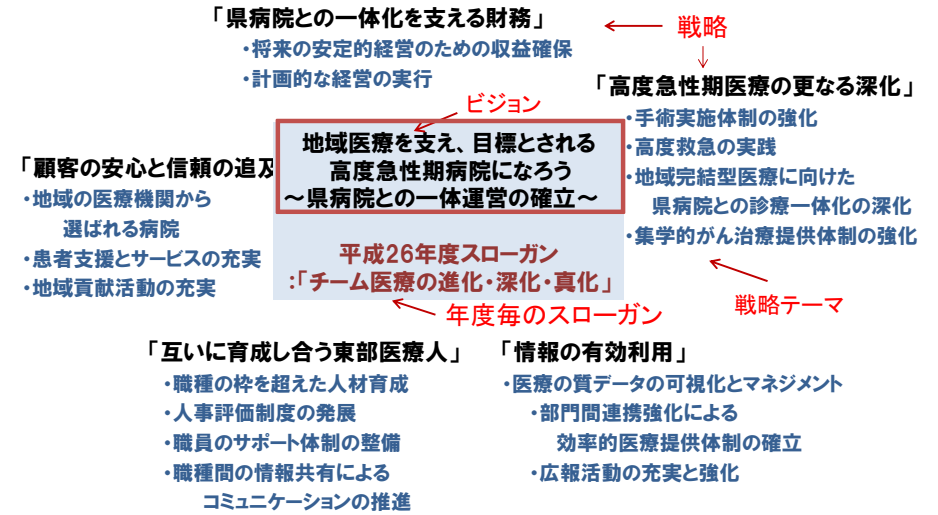 「県病院との一体化を支える財務」
・将来の安定的経営のための収益確保
・計画的な経営の実行
戦略
「高度急性期医療の更なる深化」
・手術実施体制の強化
・高度救急の実践
・地域完結型医療に向けた
県病院との診療一体化の深化
・集学的がん治療提供体制の強化
戦略テーマ
ビジョン
地域医療を支え、目標とされる
高度急性期病院になろう
～県病院との一体運営の確立～
平成26年度スローガン
:「チーム医療の進化・深化・真化」
年度毎のスローガン
「顧客の安心と信頼の追及
・地域の医療機関から
選ばれる病院
・患者支援とサービスの充実
・地域貢献活動の充実
「互いに育成し合う東部医療人」
・職種の枠を超えた人材育成
・人事評価制度の発展
・職員のサポート体制の整備
・職種間の情報共有による
コミュニケーションの推進
「情報の有効利用」
・医療の質データの可視化とマネジメント
・部門間連携強化による
効率的医療提供体制の確立
・広報活動の充実と強化